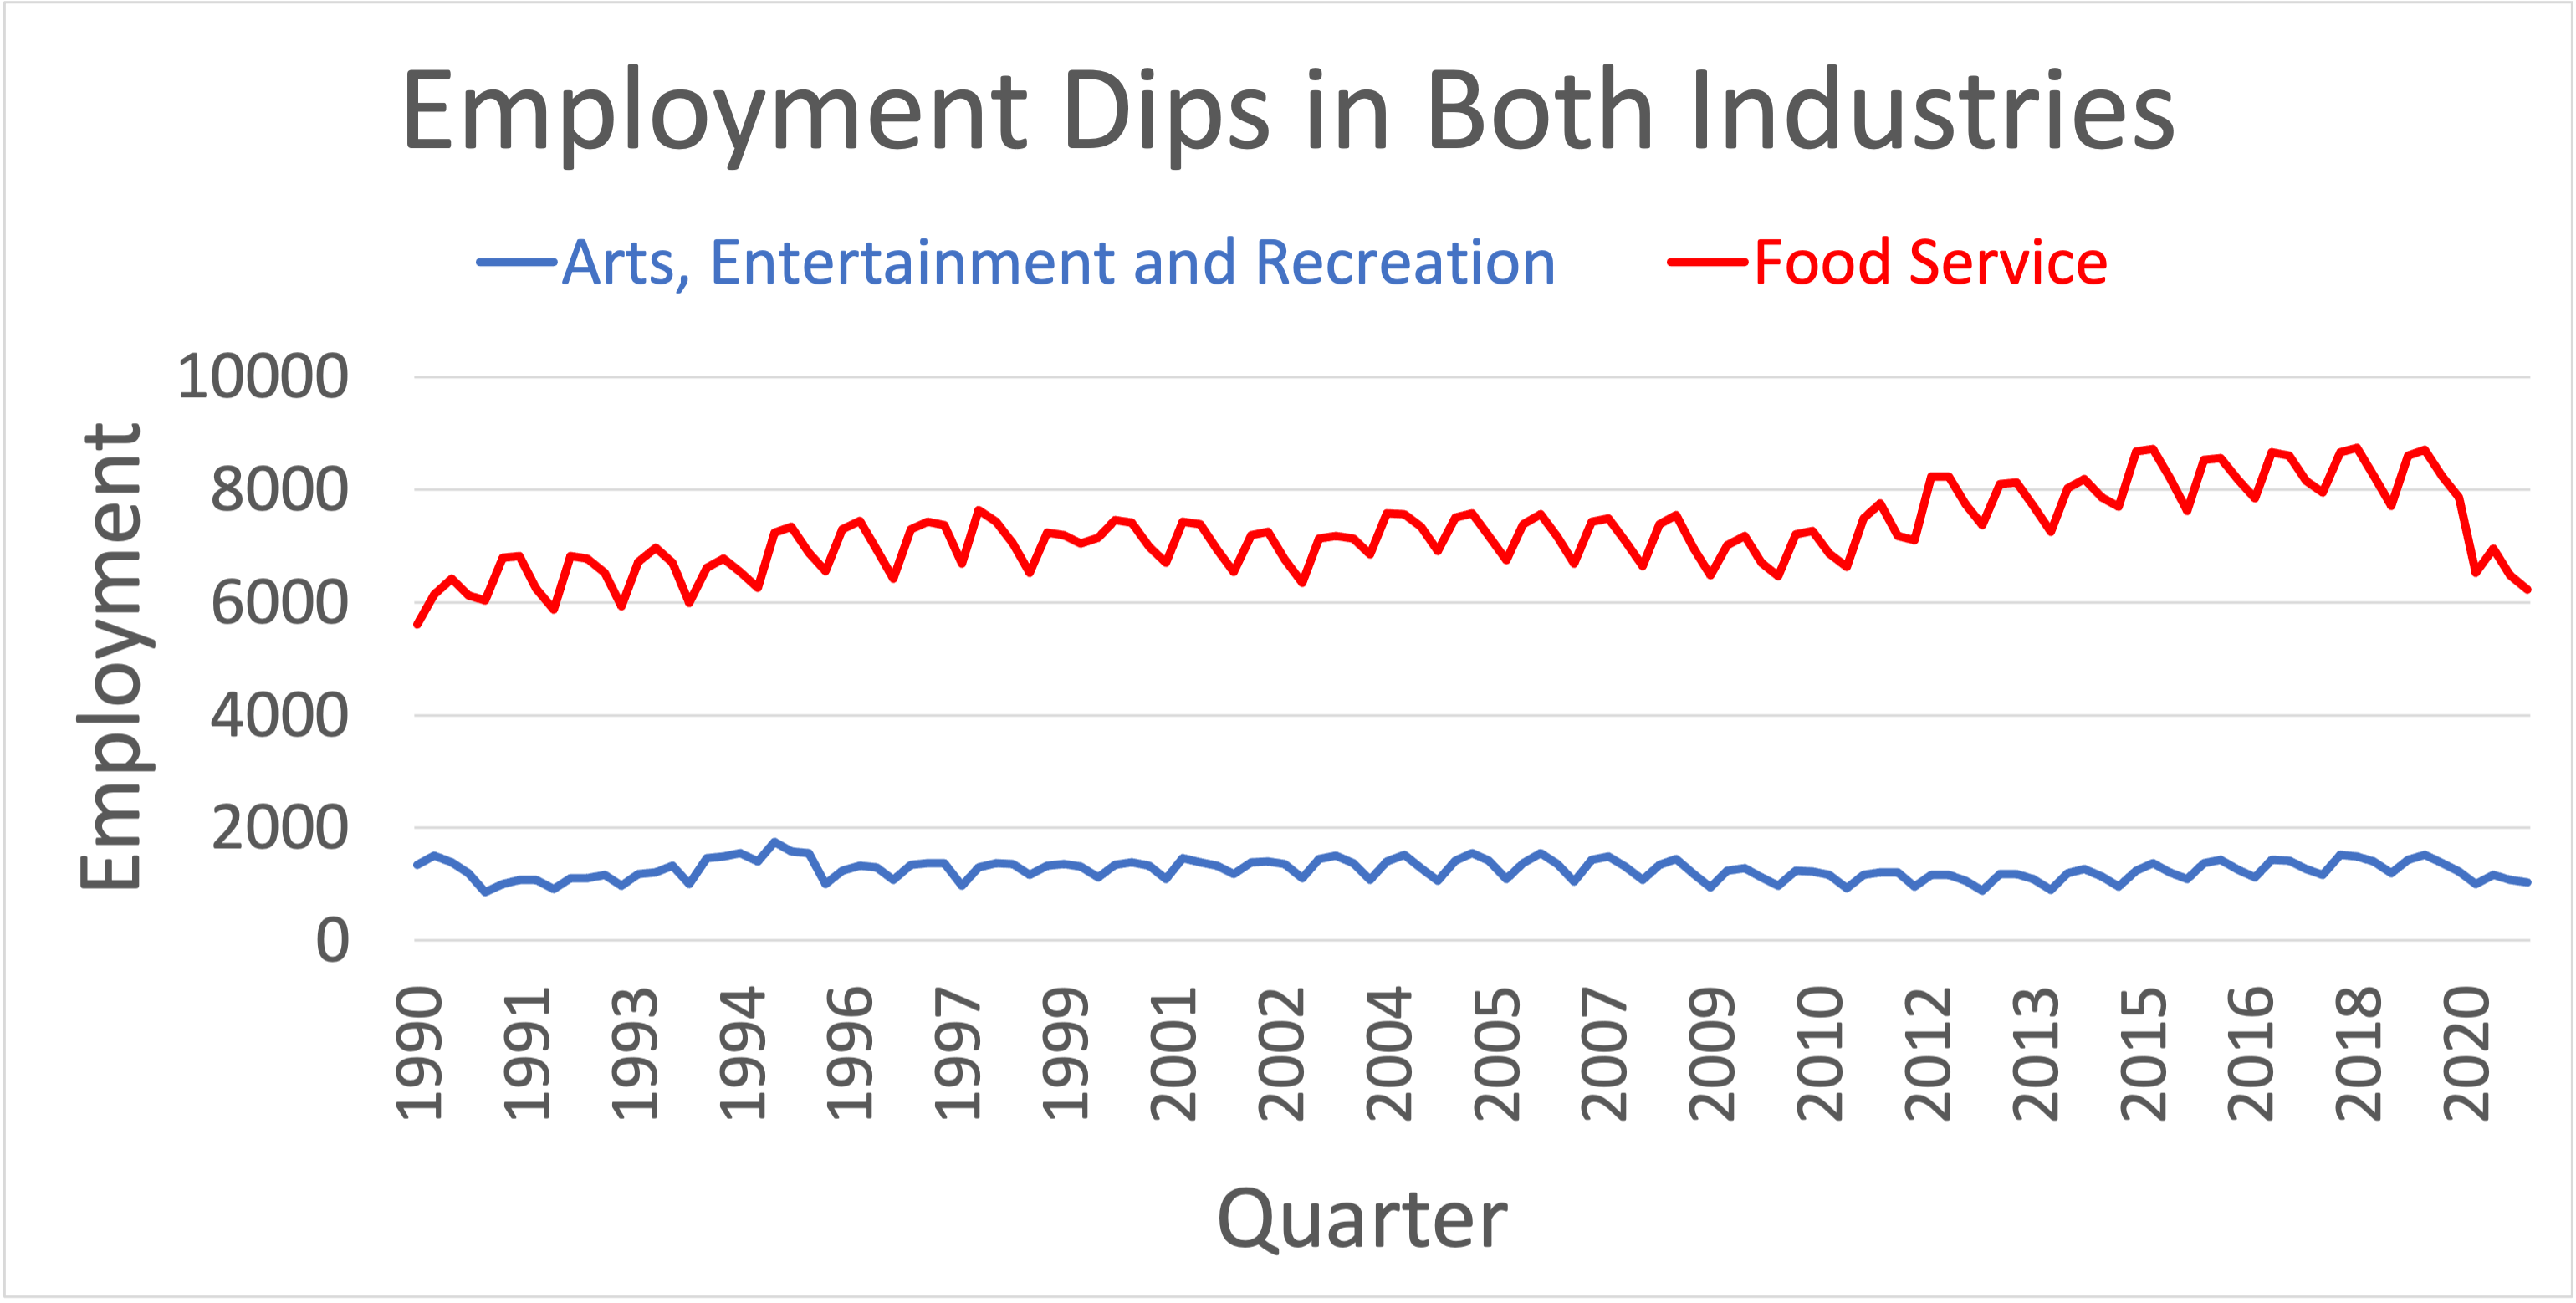 Employment Dips in Both Industries
Arts, Entertainment and Recreation Food Service
10000
8000
6000
4000
2000
0
Employment
1990 1991 1993 1994 1996 1997 1999 2001 2002 2004 2005 2007 2009 2010 2012 2013 2015 2016 2018 2020
Quarter